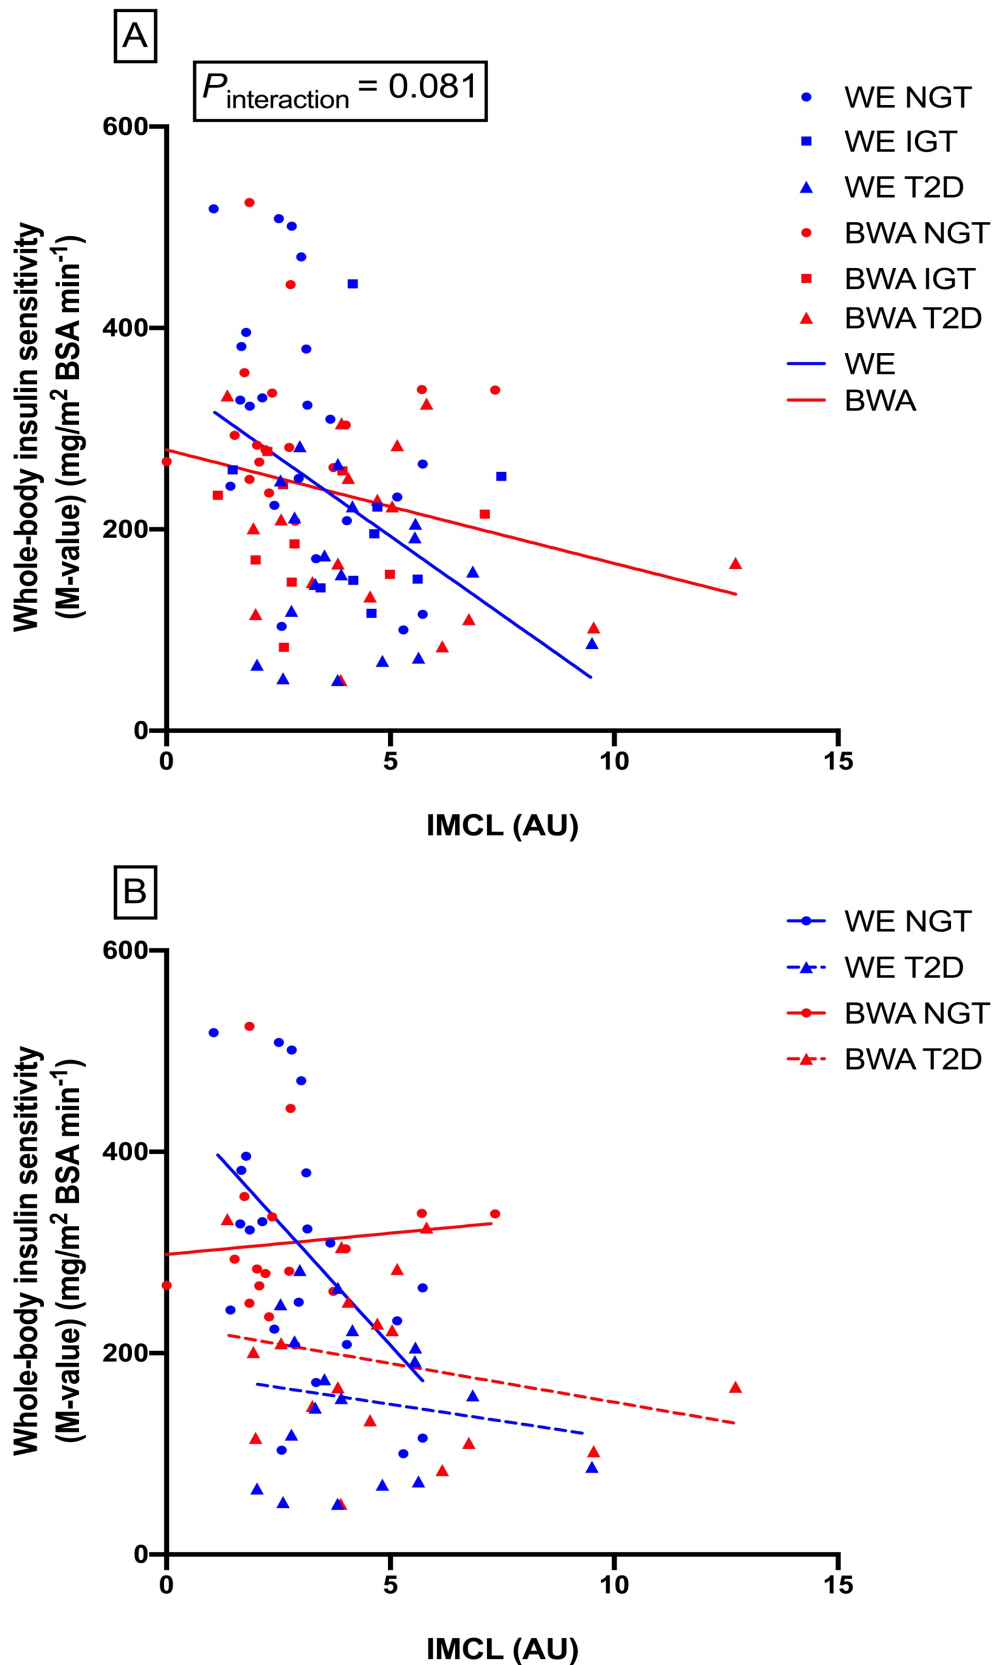 A
Pinteraction = 0.081
WE NGT
WE IGT
WE T2D
BWA NGT
BWA IGT
BWA T2D
WE
BWA
600
400
200
0
0 5 10 15
Whole-body insulin sensitivity
(M-value) (mg/m2 BSA min-1)
IMCL (AU)
B
WE NGT
WE T2D
BWA NGT
BWA T2D
600
400
200
0
0 5 10 15
Whole-body insulin sensitivity
(M-value) (mg/m2 BSA min-1)
IMCL (AU)